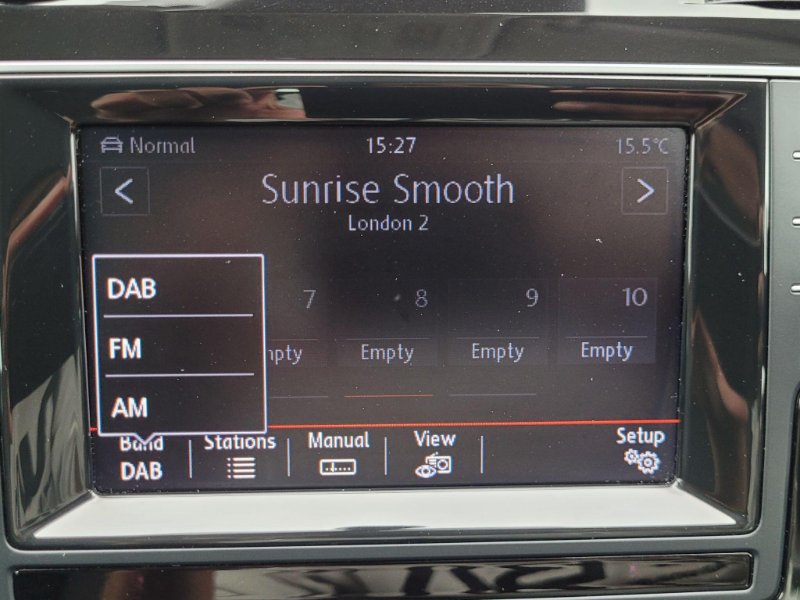 Normal 15:27 15.5°C
< Sunrise Smooth >
London 2
DAB
FM
AM
7 8 9 10
Empty Empty Empty
Band Stations Manual View Setup
DAB